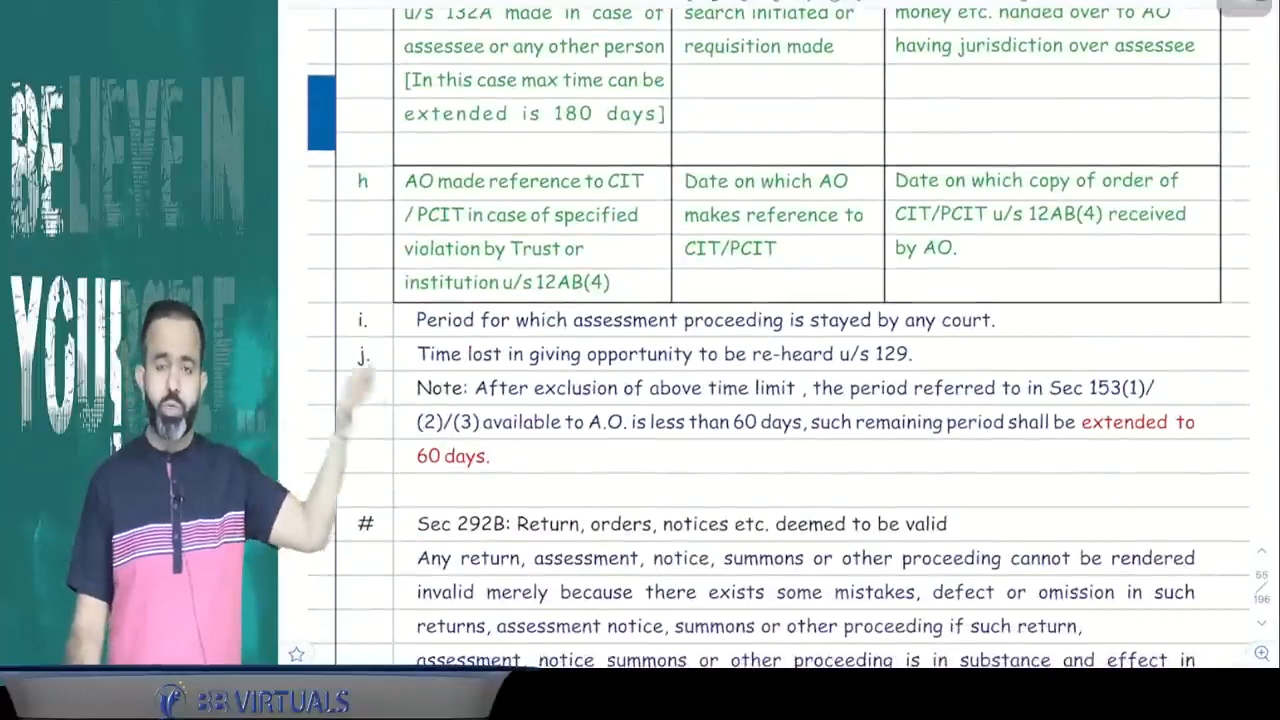 u/s 132A made in case of
search initiated or
money etc. handed over to AO
assessee or any other person
requisition made
having jurisdiction over assessee
[In this case max time can be
extended is 180 days]
h
AO made reference to CIT
/ PCIT in case of specified
violation by Trust or
institution u/s 12AB(4)
Date on which AO
makes reference to
CIT/PCIT
Date on which copy of order of
CIT/PCIT u/s 12AB(4) received
by AO.
i. Period for which assessment proceeding is stayed by any court.
j. Time lost in giving opportunity to be re-heard u/s 129.
Note: After exclusion of above time limit , the period referred to in Sec 153(1)/
(2)/(3) available to A.O. is less than 60 days, such remaining period shall be extended to
60 days.
# Sec 292B: Return, orders, notices etc. deemed to be valid
Any return, assessment, notice, summons or other proceeding cannot be rendered
invalid merely because there exists some mistakes, defect or omission in such
returns, assessment notice, summons or other proceeding if such return,
assessment, notice summons or other proceeding is in substance and effect in
BELIEVE IN
55
196
BB VIRTUALS